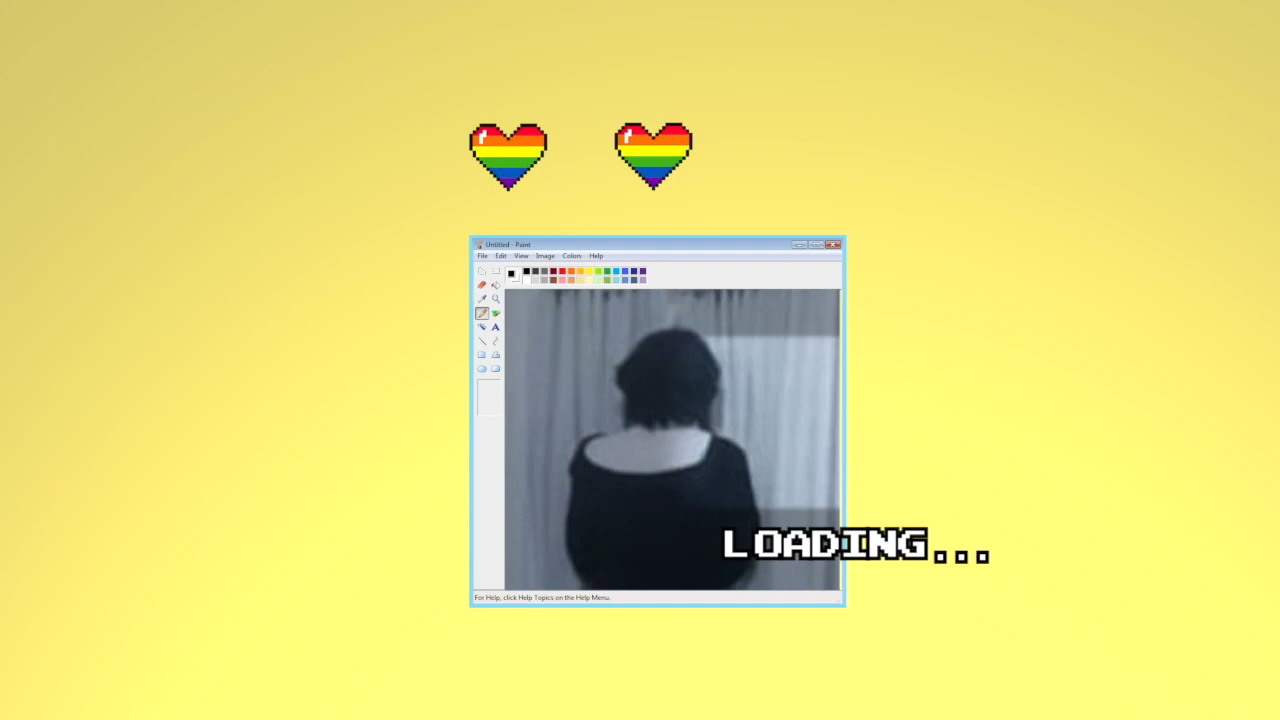 Untitled - Paint
File Edit View Image Colors Help
A
LOADING...
For Help, click Help Topics on the Help Menu.